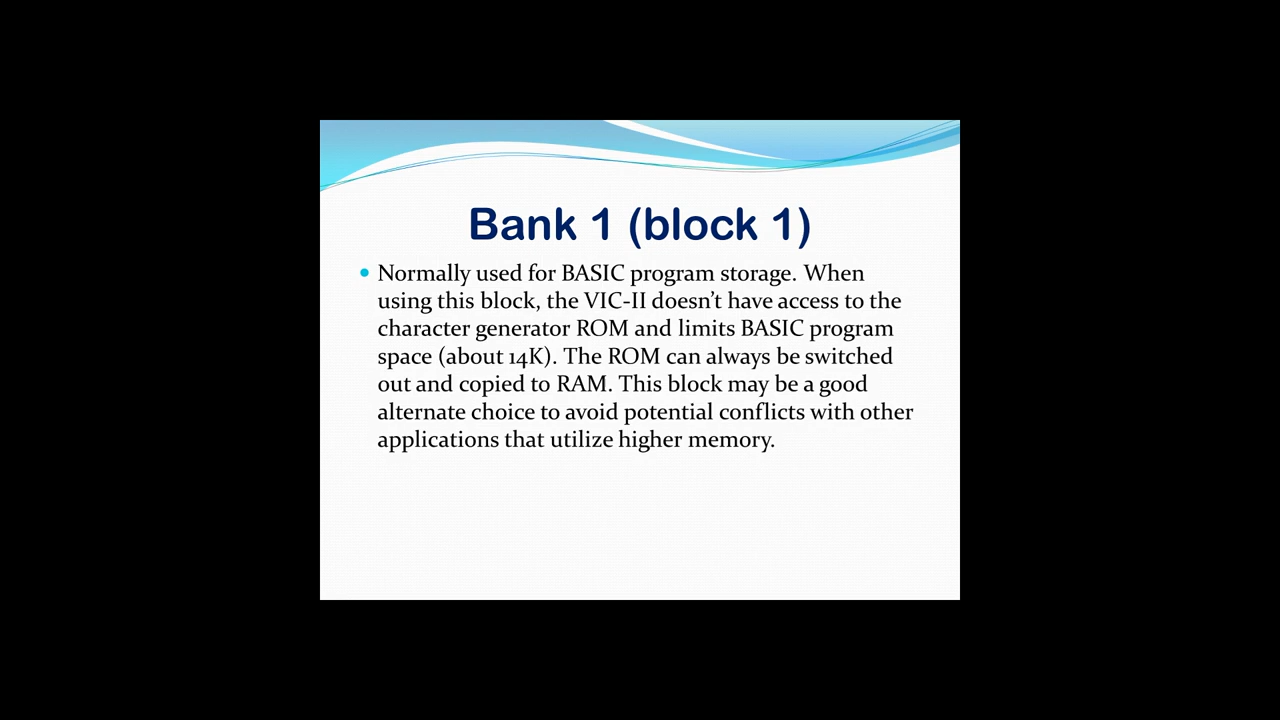 Bank 1 (block 1)
Normally used for BASIC program storage. When
using this block, the VIC-II doesn’t have access to the
character generator ROM and limits BASIC program
space (about 14K). The ROM can always be switched
out and copied to RAM. This block may be a good
alternate choice to avoid potential conflicts with other
applications that utilize higher memory.